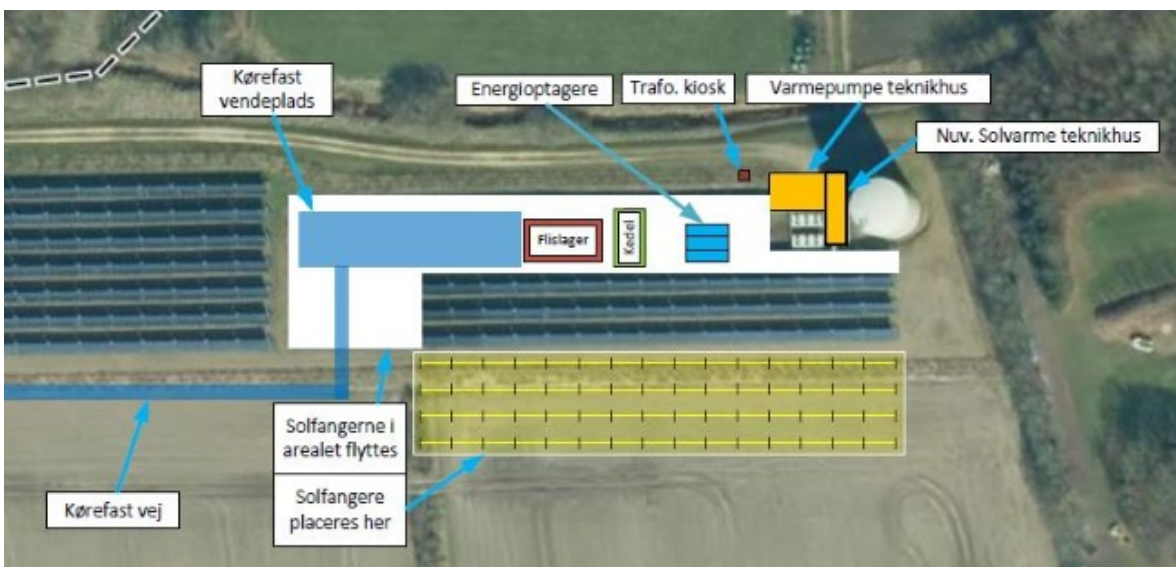 Kørefast
vendeplads
Energioptagere
Trafo. kiosk
Varmepumpe teknikhus
Nuv. Solvarme teknikhus
Flislager
Kedel
Solfangerne i
arealet flyttes
Solfangere
placeres her
Kørefast vej